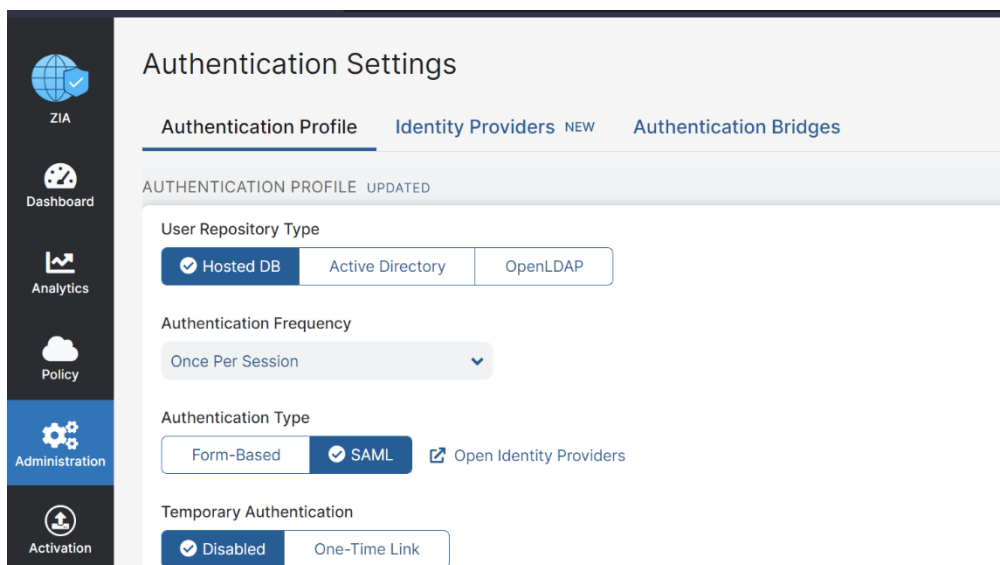 ZIA
Dashboard
Analytics
Policy
Administration
Activation
Authentication Settings
Authentication Profile Identity Providers NEW Authentication Bridges
AUTHENTICATION PROFILE UPDATED
User Repository Type
Hosted DB Active Directory OpenLDAP
Authentication Frequency
Once Per Session
Authentication Type
Form-Based SAML Open Identity Providers
Temporary Authentication
Disabled One-Time Link